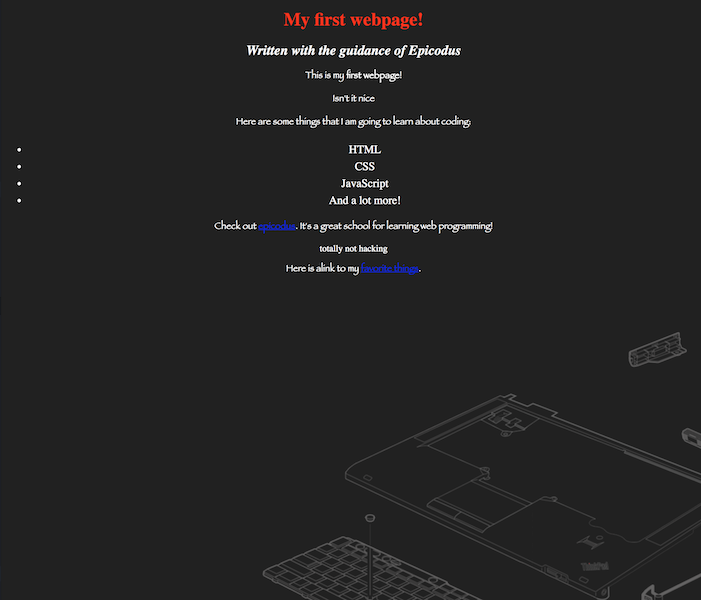 My first webpage!
Written with the guidance of Epicodus
This is my first webpage!
Isn't it nice
Here are some things that I am going to learn about coding:
HTML
CSS
JavaScript
And a lot more!
Check out epicodus. It's a great school for learning web programming!
totally not hacking
Here is alink to my favorite things.
ThinkPad